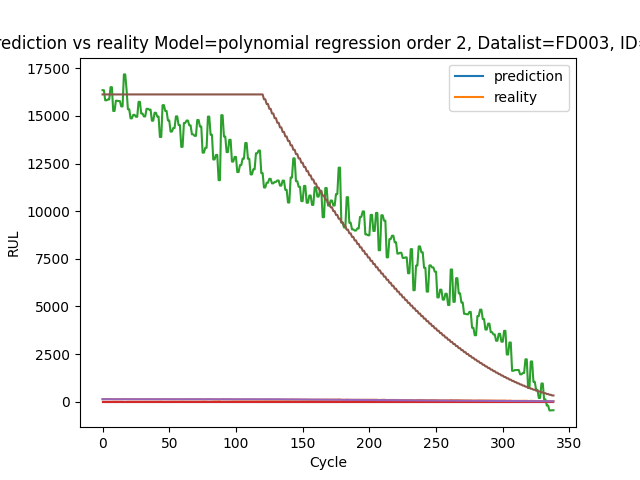 rediction vs reality Model=polynomial regression order 2, Datalist=FD003, ID=
17500
15000
12500
10000
7500
5000
2500
0
RUL
prediction
reality
0 50 100 150 200 250 300 350
Cycle